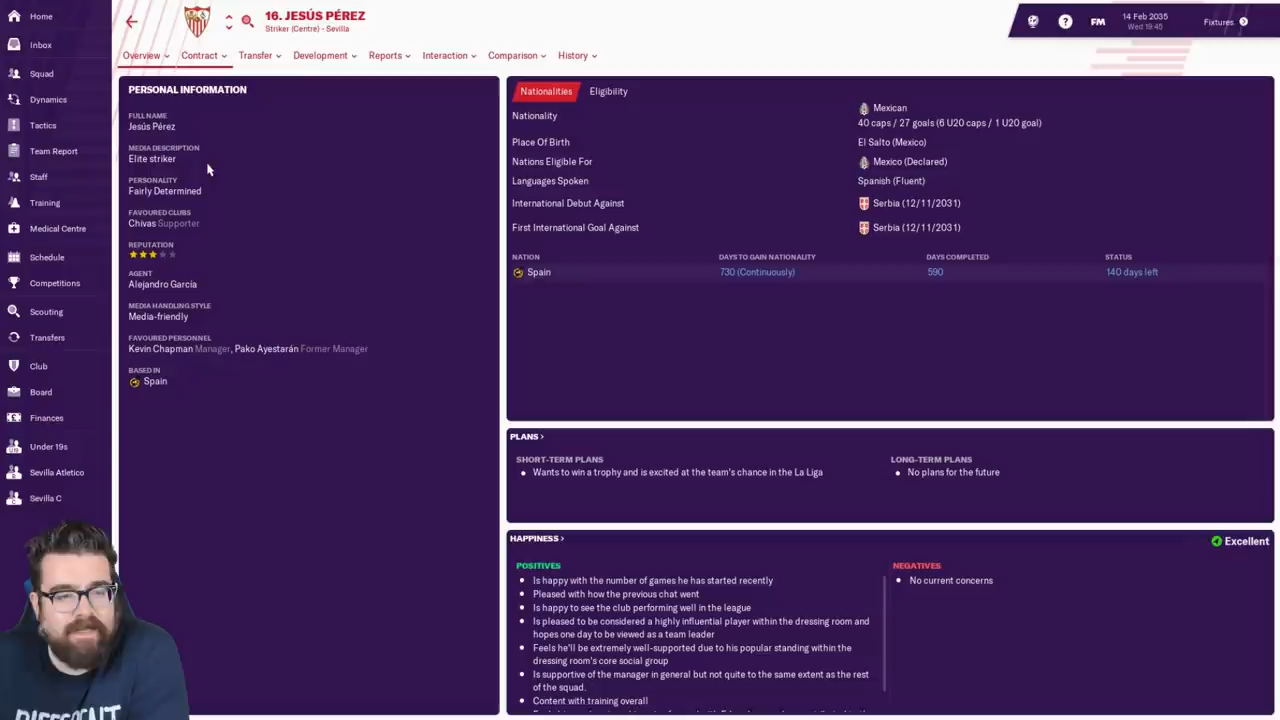 Home
Inbox
Squad
Dynamics
Tactics
Team Report
Staff
Training
Medical Centre
Schedule
Competitions
Scouting
Transfers
Club
Board
Finances
Under 19s
Sevilla Atletico
Sevilla C
16. JESÚS PÉREZ
Striker (Centre) - Sevilla
FM
14 Feb 2035
Wed 19:45
Fixtures
Overview
Contract
Transfer
Development
Reports
Interaction
Comparison
History
PERSONAL INFORMATION
FULL NAME
Jesús Pérez
MEDIA DESCRIPTION
Elite striker
PERSONALITY
Fairly Determined
FAVOURED CLUBS
Chivas Supporter
REPUTATION
AGENT
Alejandro García
MEDIA HANDLING STYLE
Media-friendly
FAVOURED PERSONNEL
Kevin Chapman Manager, Pako Ayestarán Former Manager
BASED IN
Spain
Nationalities Eligibility
Nationality Mexican
40 caps / 27 goals (6 U20 caps / 1 U20 goal)
Place Of Birth El Salto (Mexico)
Nations Eligible For Mexico (Declared)
Languages Spoken Spanish (Fluent)
International Debut Against Serbia (12/11/2031)
First International Goal Against Serbia (12/11/2031)
NATION DAYS TO GAIN NATIONALITY DAYS COMPLETED STATUS
Spain 730 (Continuously) 590 140 days left
PLANS >
SHORT-TERM PLANS
Wants to win a trophy and is excited at the team's chance in the La Liga
LONG-TERM PLANS
No plans for the future
HAPPINESS >
Excellent
POSITIVES
Is happy with the number of games he has started recently
Pleased with how the previous chat went
Is happy to see the club performing well in the league
Is pleased to be considered a highly influential player within the dressing room and
hopes one day to be viewed as a team leader
Feels he'll be extremely well-supported due to his popular standing within the
dressing room's core social group
Is supportive of the manager in general but not quite to the same extent as the rest
of the squad.
Content with training overall
NEGATIVES
No current concerns